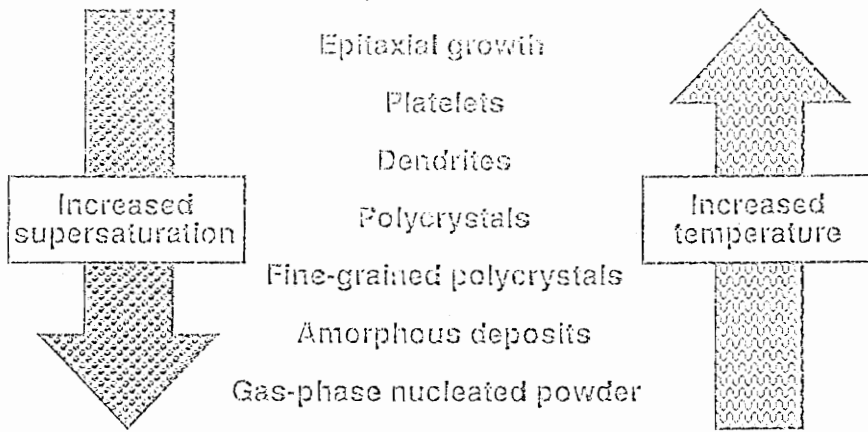 Epitaxial growth
Platelets
Dendrites
Increased
supersaturation
Polycrystals
Increased
temperature
Fine-grained polycrystals
Amorphous deposits
Gas-phase nucleated powder